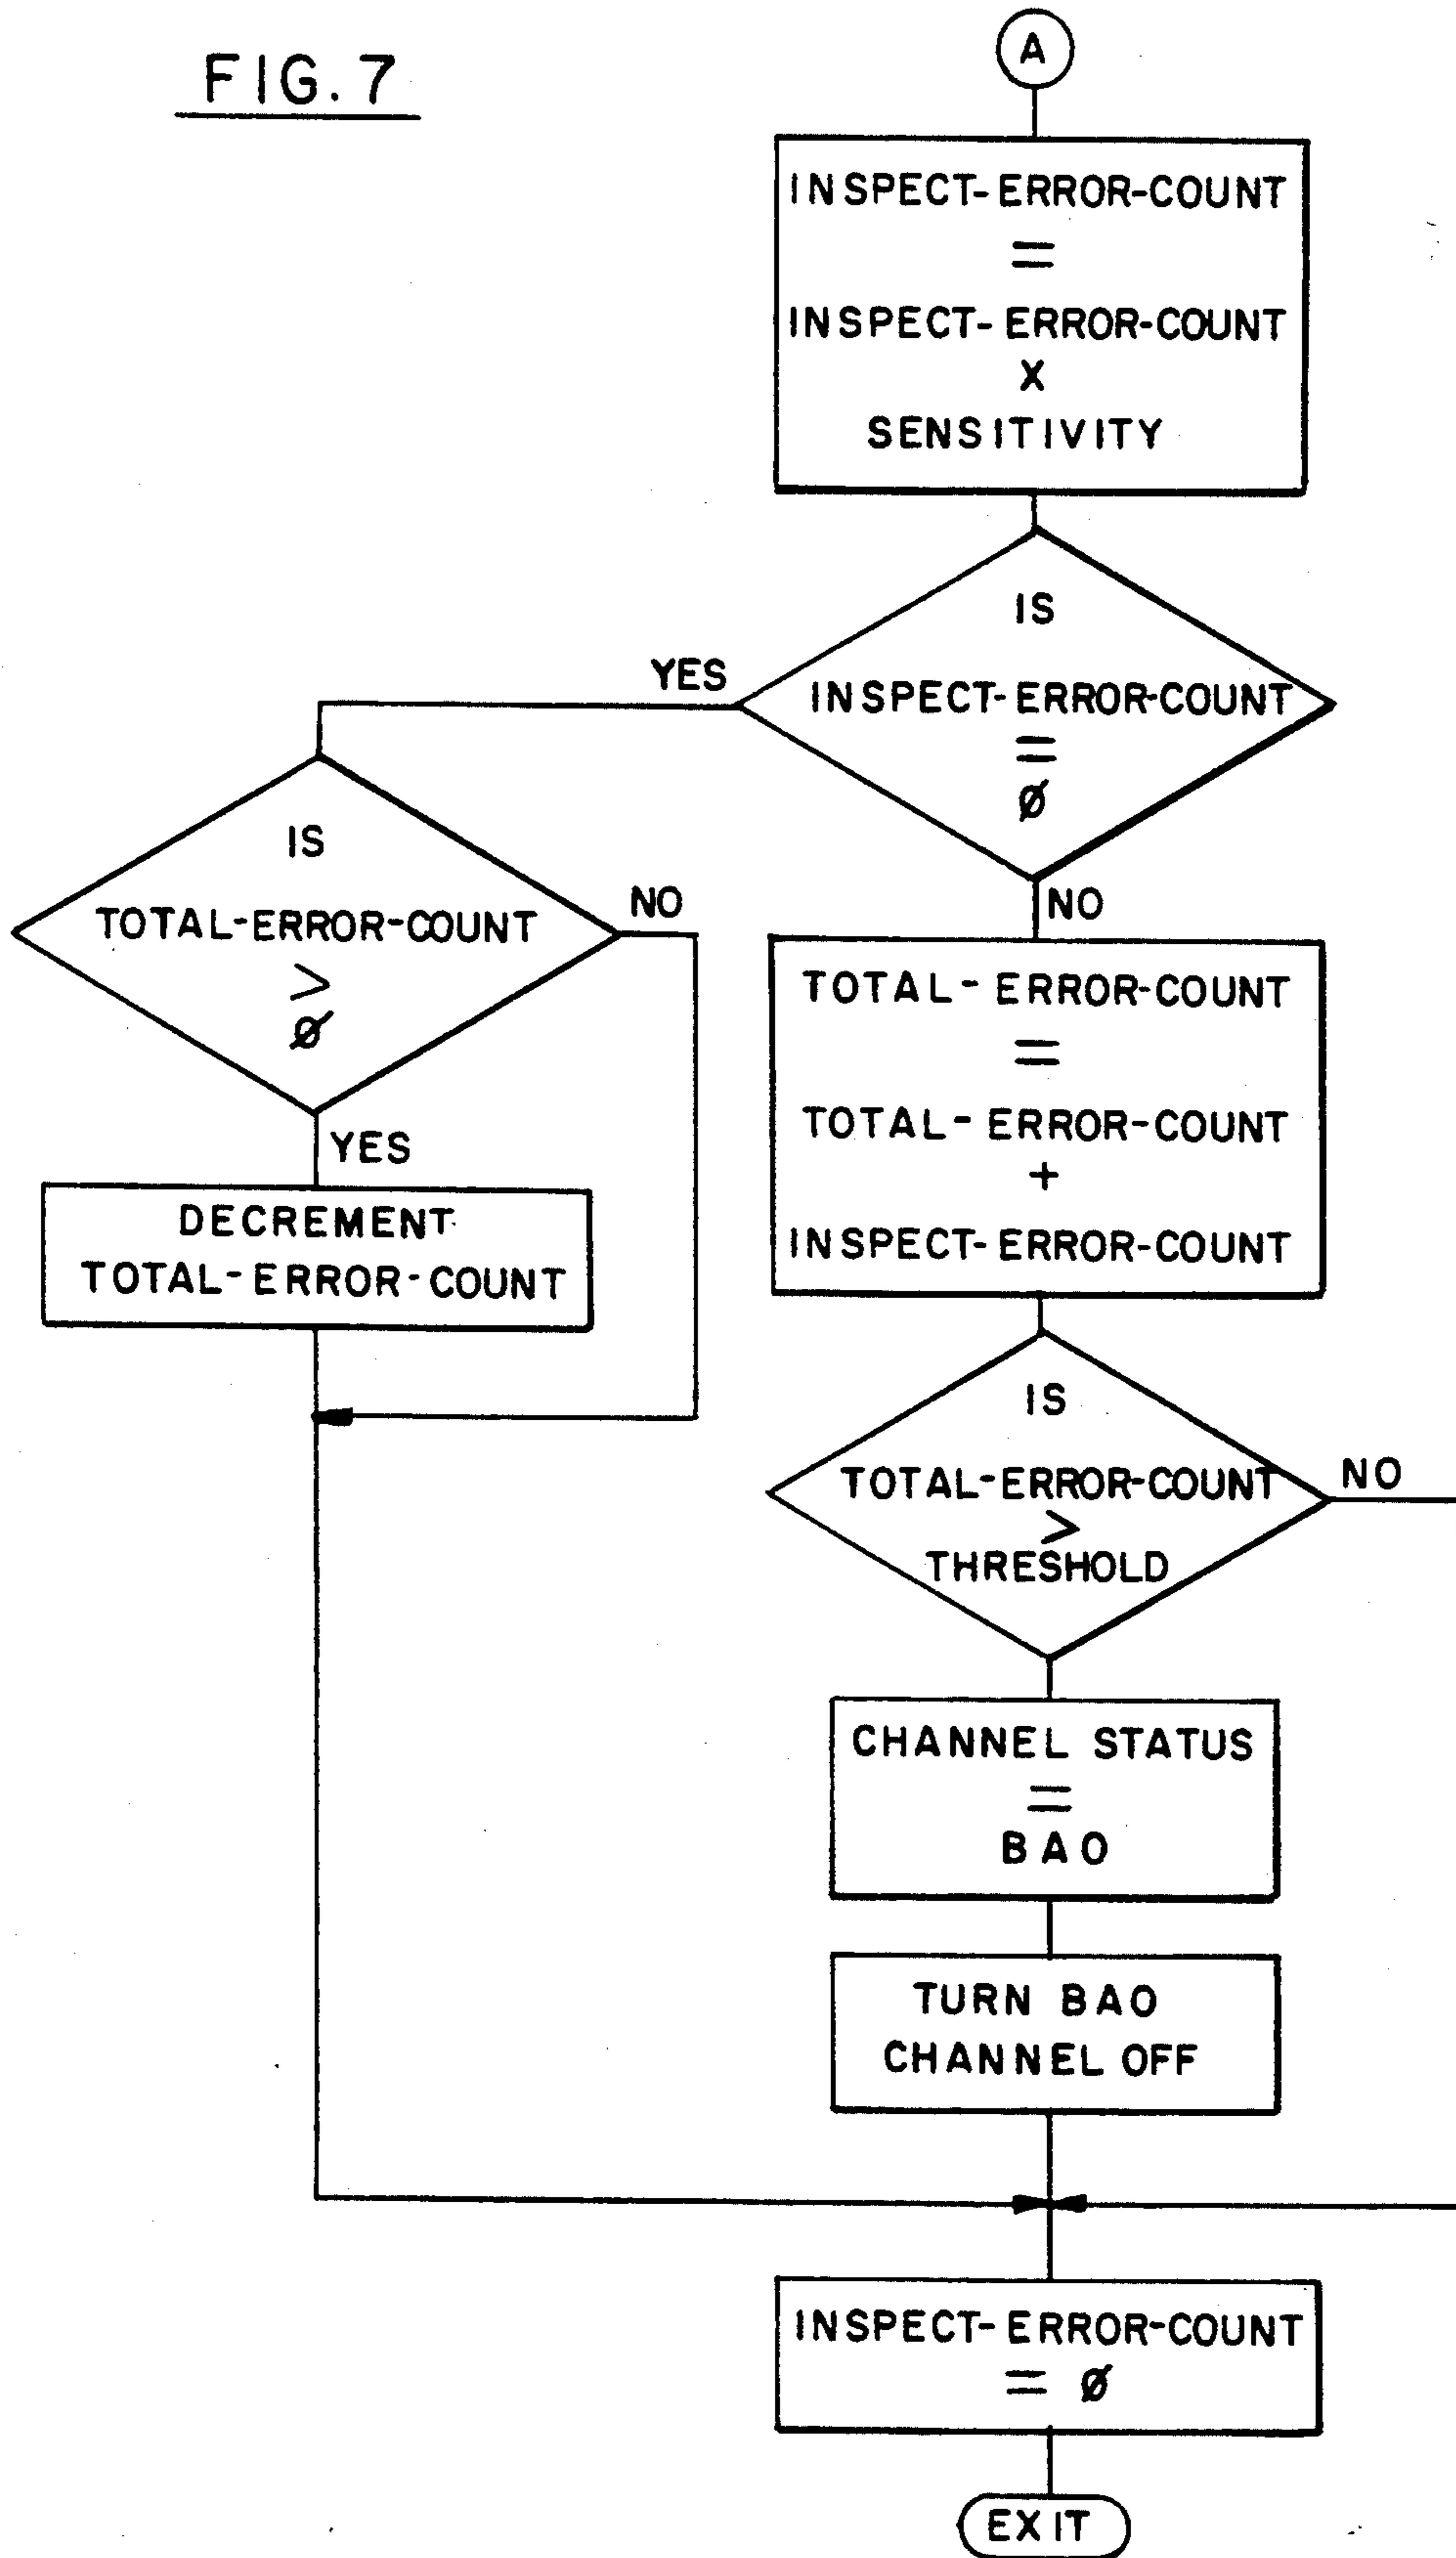 FIG. 7
A
INSPECT-ERROR-COUNT
=
INSPECT-ERROR-COUNT
X
SENSITIVITY
IS
INSPECT-ERROR-COUNT
=
Ø
YES
NO
IS
TOTAL-ERROR-COUNT
>
Ø
NO
YES
DECREMENT
TOTAL-ERROR-COUNT
TOTAL-ERROR-COUNT
=
TOTAL-ERROR-COUNT
+
INSPECT-ERROR-COUNT
IS
TOTAL-ERROR-COUNT
>
THRESHOLD
NO
CHANNEL STATUS
=
BAO
TURN BAO
CHANNEL OFF
INSPECT-ERROR-COUNT
= Ø
EXIT